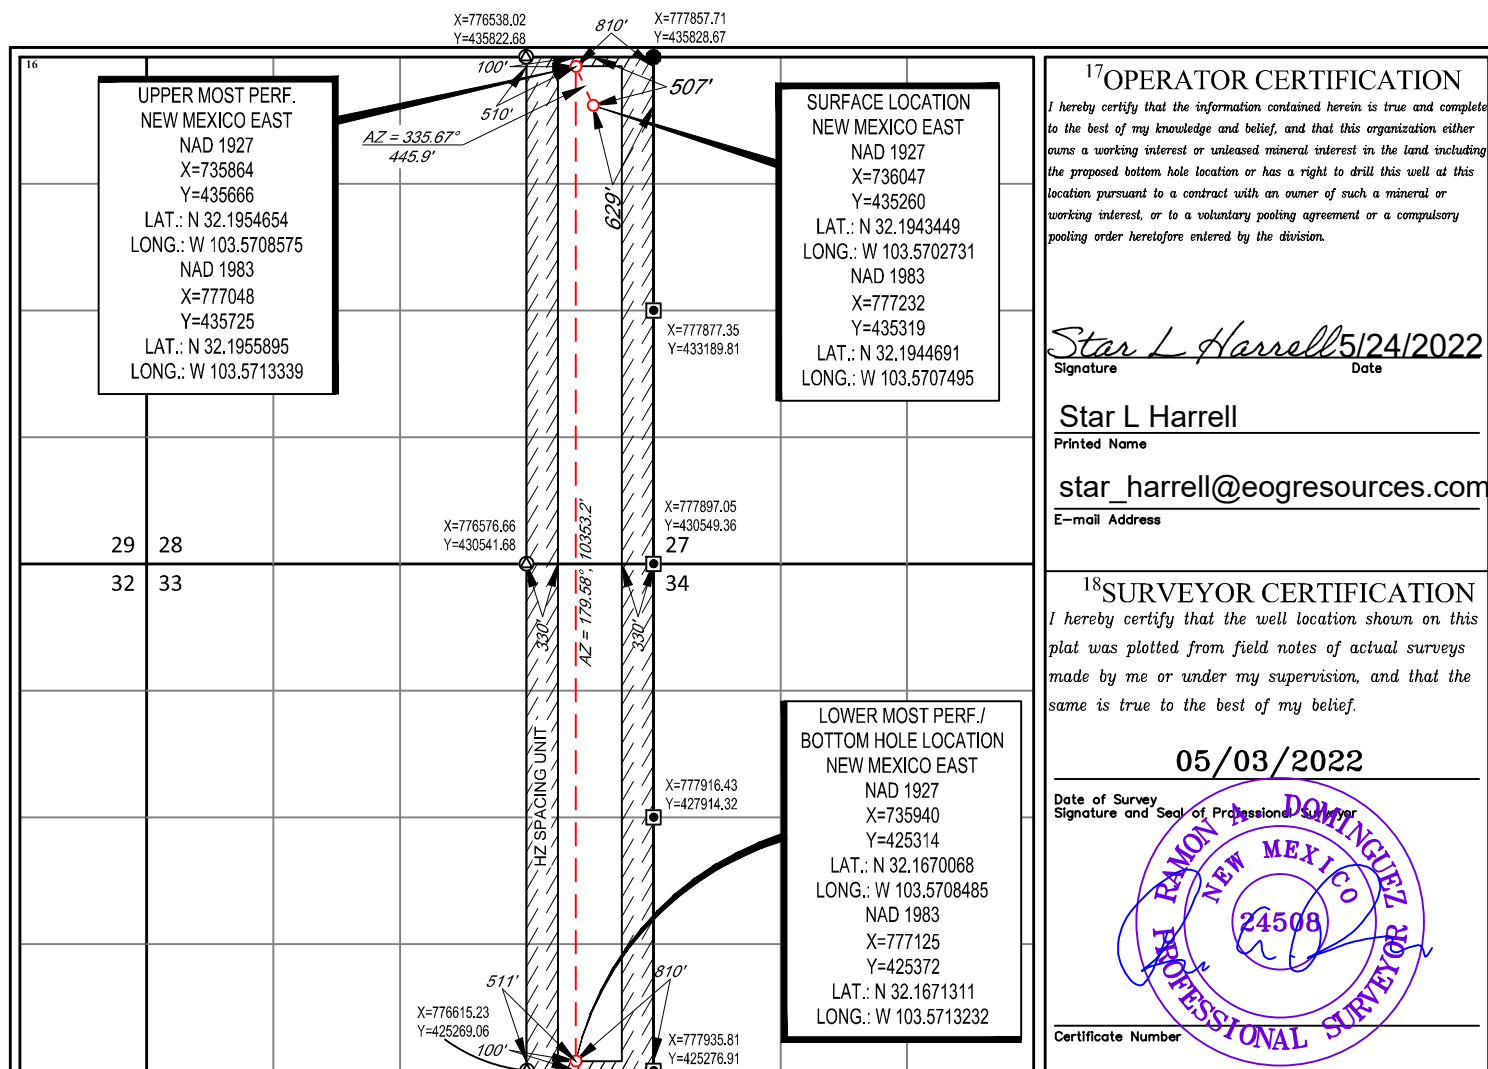 X=776538.02
Y=435822.68
810'
X=777857.71
Y=435828.67
16
100'
510'
507'
AZ = 335.67°
445.9'
629'
UPPER MOST PERF.
NEW MEXICO EAST
NAD 1927
X=735864
Y=435666
LAT.: N 32.1954654
LONG.: W 103.5708575
NAD 1983
X=777048
Y=435725
LAT.: N 32.1955895
LONG.: W 103.5713339
SURFACE LOCATION
NEW MEXICO EAST
NAD 1927
X=736047
Y=435260
LAT.: N 32.1943449
LONG.: W 103.5702731
NAD 1983
X=777232
Y=435319
LAT.: N 32.1944691
LONG.: W 103.5707495
X=777877.35
Y=433189.81
X=776576.66
Y=430541.68
X=777897.05
Y=430549.36
29 28
27
32 33
34
330'
AZ = 179.58°, 10353.2'
330'
HZ SPACING UNIT
X=777916.43
Y=427914.32
LOWER MOST PERF./
BOTTOM HOLE LOCATION
NEW MEXICO EAST
NAD 1927
X=735940
Y=425314
LAT.: N 32.1670068
LONG.: W 103.5708485
NAD 1983
X=777125
Y=425372
LAT.: N 32.1671311
LONG.: W 103.5713232
511'
810'
X=776615.23
Y=425269.06
100'
X=777935.81
Y=425276.91
17 OPERATOR CERTIFICATION
I hereby certify that the information contained herein is true and complete
to the best of my knowledge and belief, and that this organization either
owns a working interest or unleased mineral interest in the land including
the proposed bottom hole location or has a right to drill this well at this
location pursuant to a contract with an owner of such a mineral or
working interest, or to a voluntary pooling agreement or a compulsory
pooling order heretofore entered by the division.
Star L Harrell 5/24/2022
Signature Date
Star L Harrell
Printed Name
star_harrell@eogresources.com
E-mail Address
18 SURVEYOR CERTIFICATION
I hereby certify that the well location shown on this
plat was plotted from field notes of actual surveys
made by me or under my supervision, and that the
same is true to the best of my belief.
05/03/2022
Date of Survey
Signature and Seal of Professional Surveyor
RAMON A. DOMINGUEZ
NEW MEXICO
24508
PROFESSIONAL SURVEYOR
Certificate Number